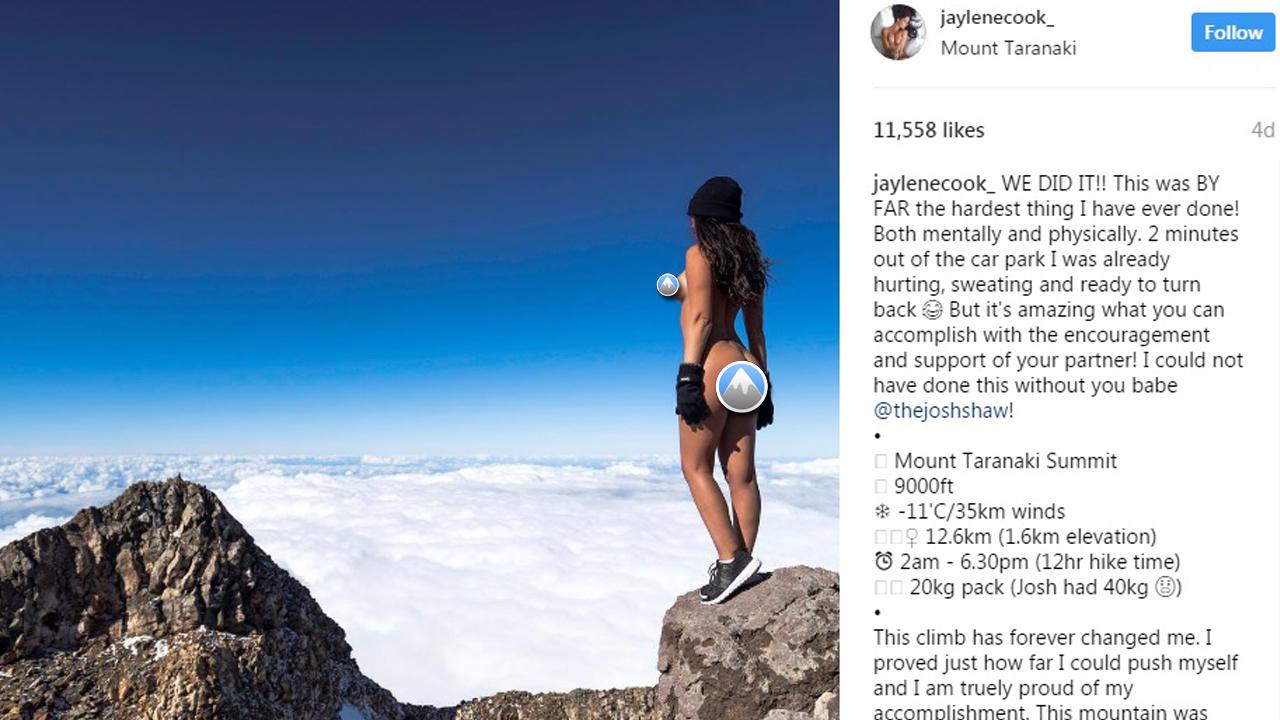 jaylenecook_
Mount Taranaki
Follow
11,558 likes
4d
jaylenecook_ WE DID IT!! This was BY
FAR the hardest thing I have ever done!
Both mentally and physically. 2 minutes
out of the car park I was already
hurting, sweating and ready to turn
back 😂 But it's amazing what you can
accomplish with the encouragement
and support of your partner! I could not
have done this without you babe
@thejoshshaw!
•
□ Mount Taranaki Summit
□ 9000ft
❄ -11'C/35km winds
□□♀ 12.6km (1.6km elevation)
⏰ 2am - 6.30pm (12hr hike time)
□□ 20kg pack (Josh had 40kg 😧)
•
This climb has forever changed me. I
proved just how far I could push myself
and I am truely proud of my
accomplishment. This mountain was